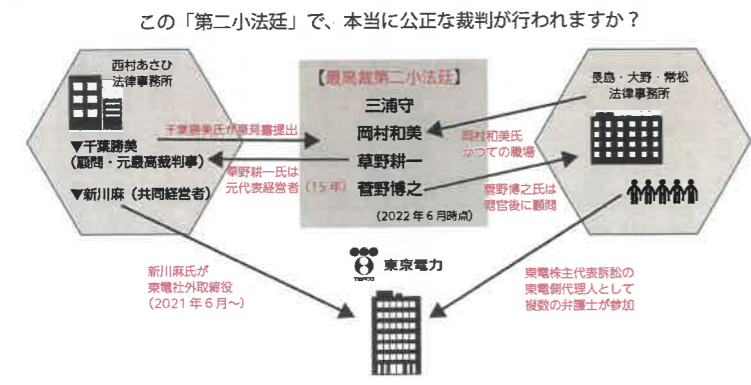 この「第二小法廷」で、本当に公正な裁判が行われますか？
西村あさひ
法律事務所
▼千葉勝美
（顧問・元最高裁判事）
▼新川麻（共同経営者）
千葉勝美氏が意見書提出
草野耕一氏は
元代表経営者（15年）
【最高裁第二小法廷】
三浦守
岡村和美
草野耕一
菅野博之
（2022年6月時点）
長島・大野・常松
法律事務所
岡村和美氏
かつての職場
菅野博之氏は
退官後に顧問
新川麻氏が
東電社外取締役
（2021年6月～）
TEPCO
東京電力
東電株主代表訴訟の
東電側代理人として
複数の弁護士が参加